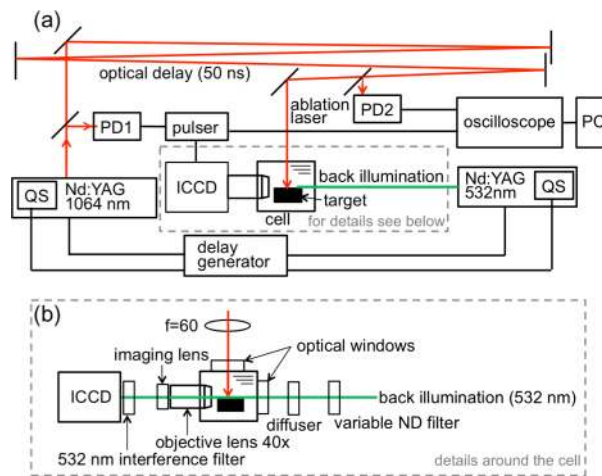 (a)
optical delay (50 ns)
ablation
laser
PD1
pulser
PD2
oscilloscope
PC
ICCD
back illumination
target
cell
for details see below
QS
Nd:YAG
1064 nm
Nd:YAG
532nm
QS
delay
generator
(b)
f=60
imaging lens
optical windows
ICCD
back illumination (532 nm)
diffuser
variable ND filter
objective lens 40x
532 nm interference filter
details around the cell